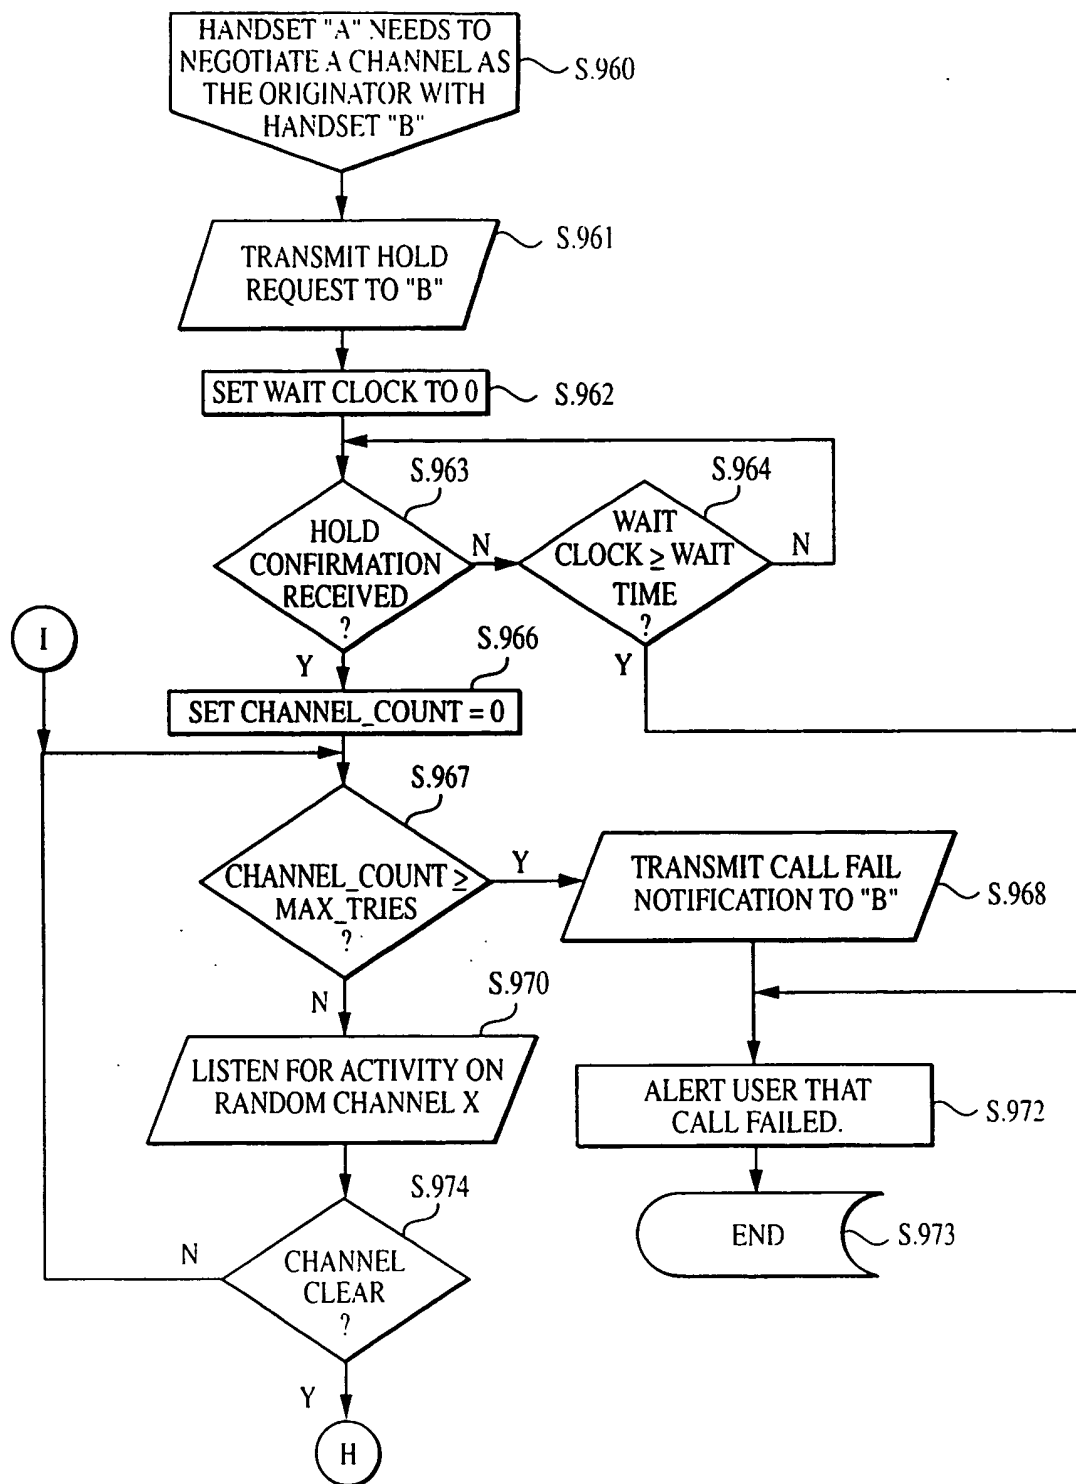 HANDSET "A" NEEDS TO
NEGOTIATE A CHANNEL AS
THE ORIGINATOR WITH
HANDSET "B"
S.960
TRANSMIT HOLD
REQUEST TO "B"
S.961
SET WAIT CLOCK TO 0
S.962
HOLD
CONFIRMATION
RECEIVED
?
S.963
N
Y
WAIT
CLOCK ≥ WAIT
TIME
?
S.964
N
Y
I
SET CHANNEL_COUNT = 0
S.966
CHANNEL_COUNT ≥
MAX_TRIES
?
S.967
Y
N
TRANSMIT CALL FAIL
NOTIFICATION TO "B"
S.968
LISTEN FOR ACTIVITY ON
RANDOM CHANNEL X
S.970
ALERT USER THAT
CALL FAILED.
S.972
CHANNEL
CLEAR
?
S.974
N
Y
END
S.973
H